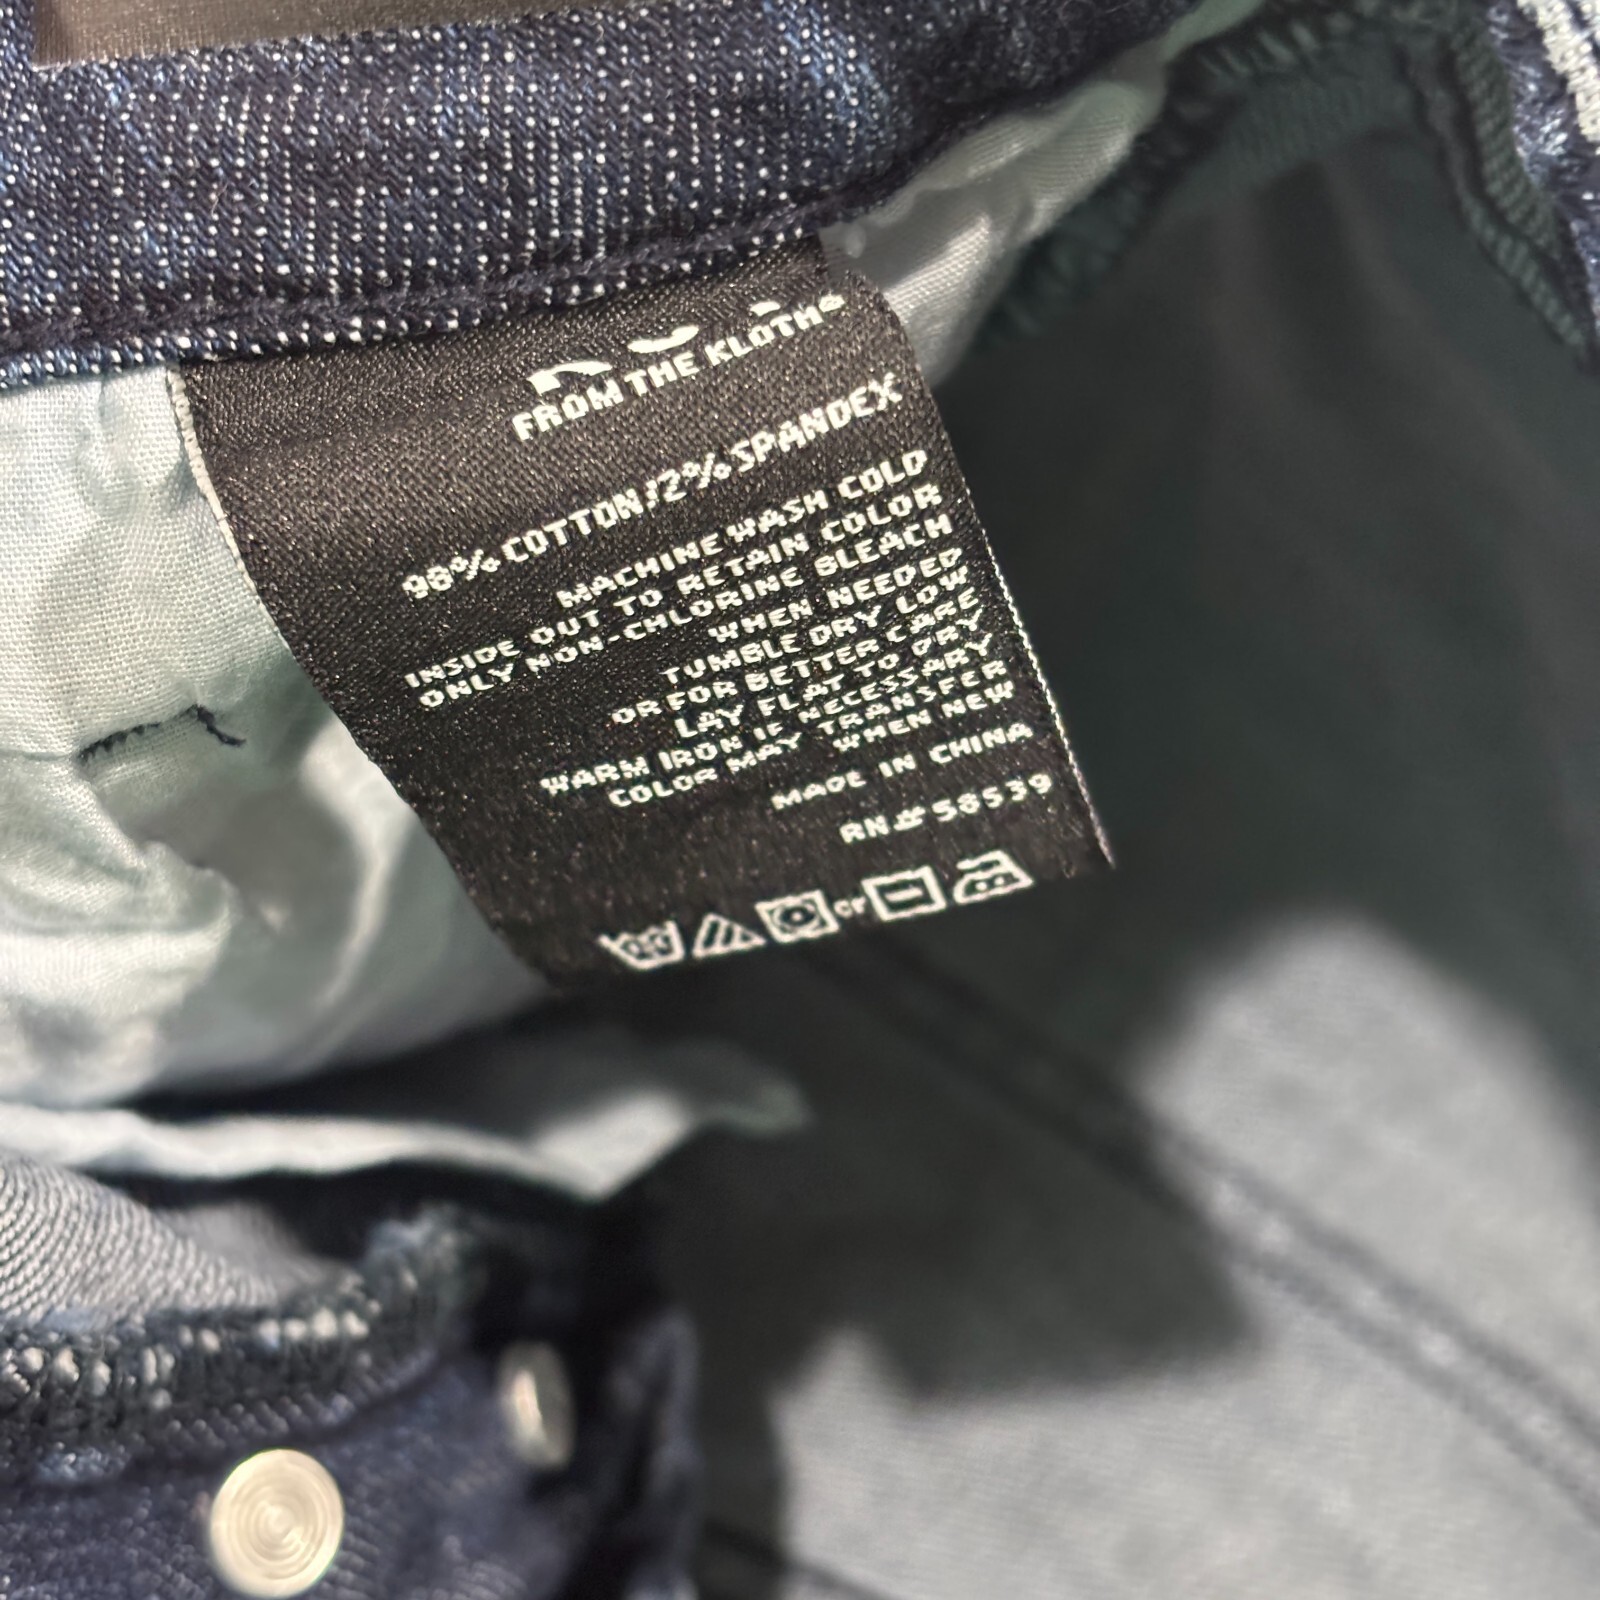 FROM THE KLOTH®
98% COTTON/2% SPANDEX
MACHINE WASH COLD
INSIDE OUT TO RETAIN COLOR
ONLY NON-CHLORINE BLEACH
WHEN NEEDED
TUMBLE DRY LOW
OR FOR BETTER CARE
LAY FLAT TO DRY
WARM IRON IF NECESSARY
COLOR MAY TRANSFER
WHEN NEW
MADE IN CHINA
RN# 58539
or